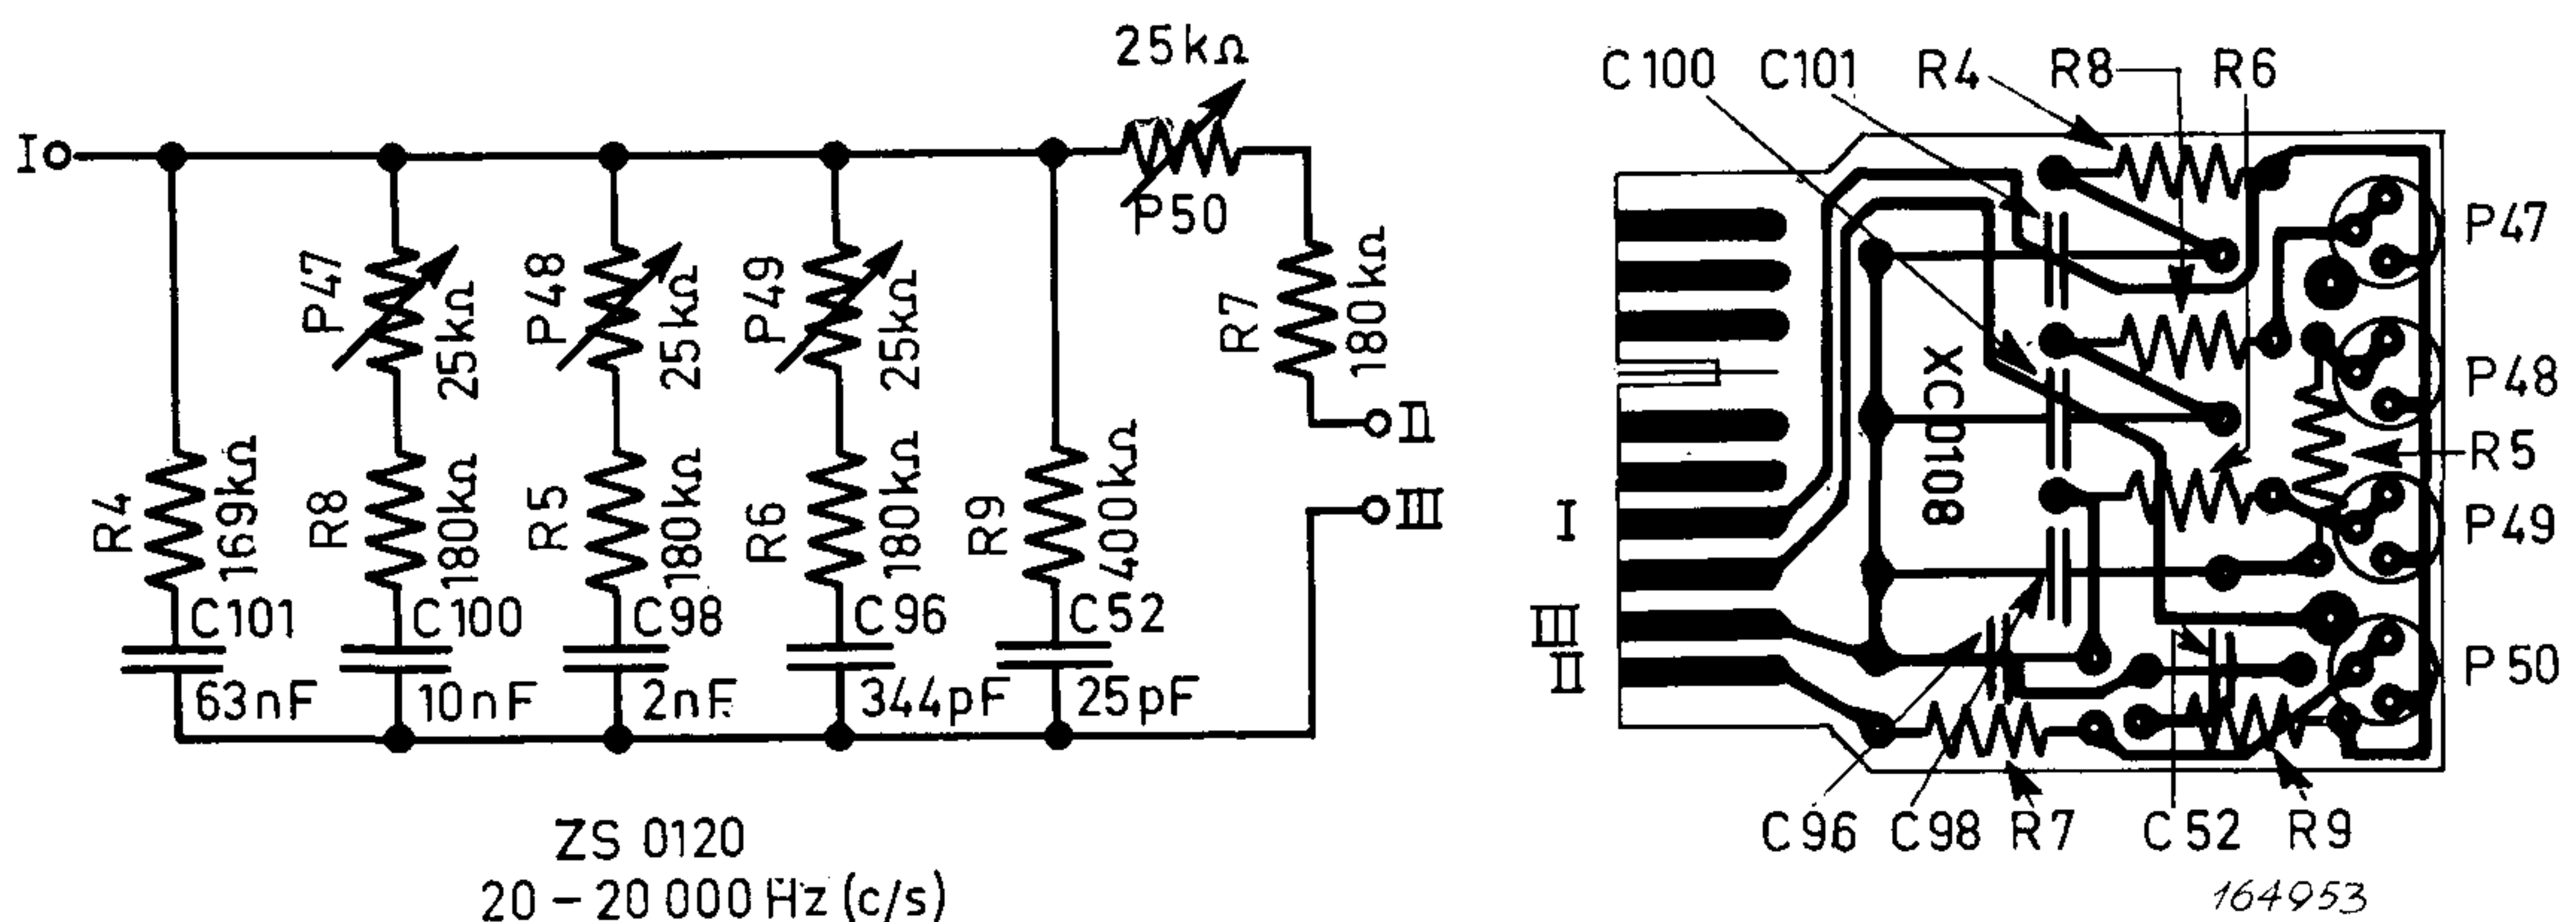 25kΩ
I
P50
P47
25kΩ
P48
25kΩ
P49
25kΩ
R7
180kΩ
II
III
R4
169kΩ
R8
180kΩ
R5
180kΩ
R6
180kΩ
R9
400kΩ
C101
C100
C98
C96
C52
63nF
10nF
2nF
344pF
25pF
ZS 0120
20 – 20 000 Hz (c/s)
C100 C101 R4 R8 R6
P47
P48
R5
P49
P50
XC0108
I
III
II
C96 C98 R7 C52 R9
164953